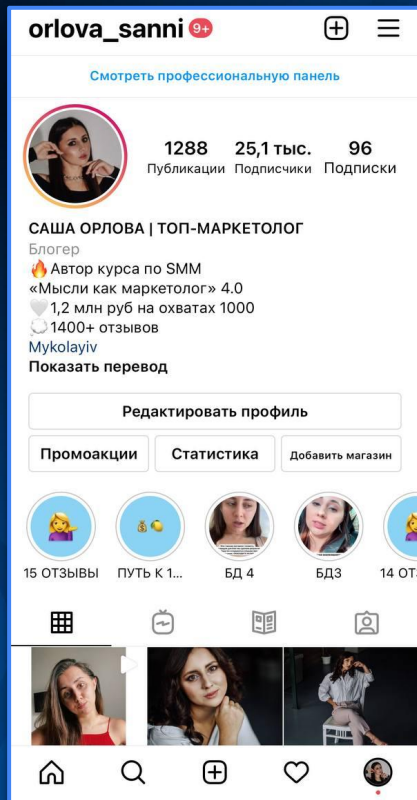 orlova_sanni 9+
Смотреть профессиональную панель
1288 25,1 тыс. 96
Публикации Подписчики Подписки
САША ОРЛОВА | ТОП-МАРКЕТОЛОГ
Блогер
🔥Автор курса по SMM
«Мысли как маркетолог» 4.0
🤍1,2 млн руб на охватах 1000
💭1400+ отзывов
Mykolayiv
Показать перевод
Редактировать профиль
Промоакции Статистика Добавить магазин
15 ОТЗЫВЫ ПУТЬ К 1... БД 4 БД3 14 ОТ